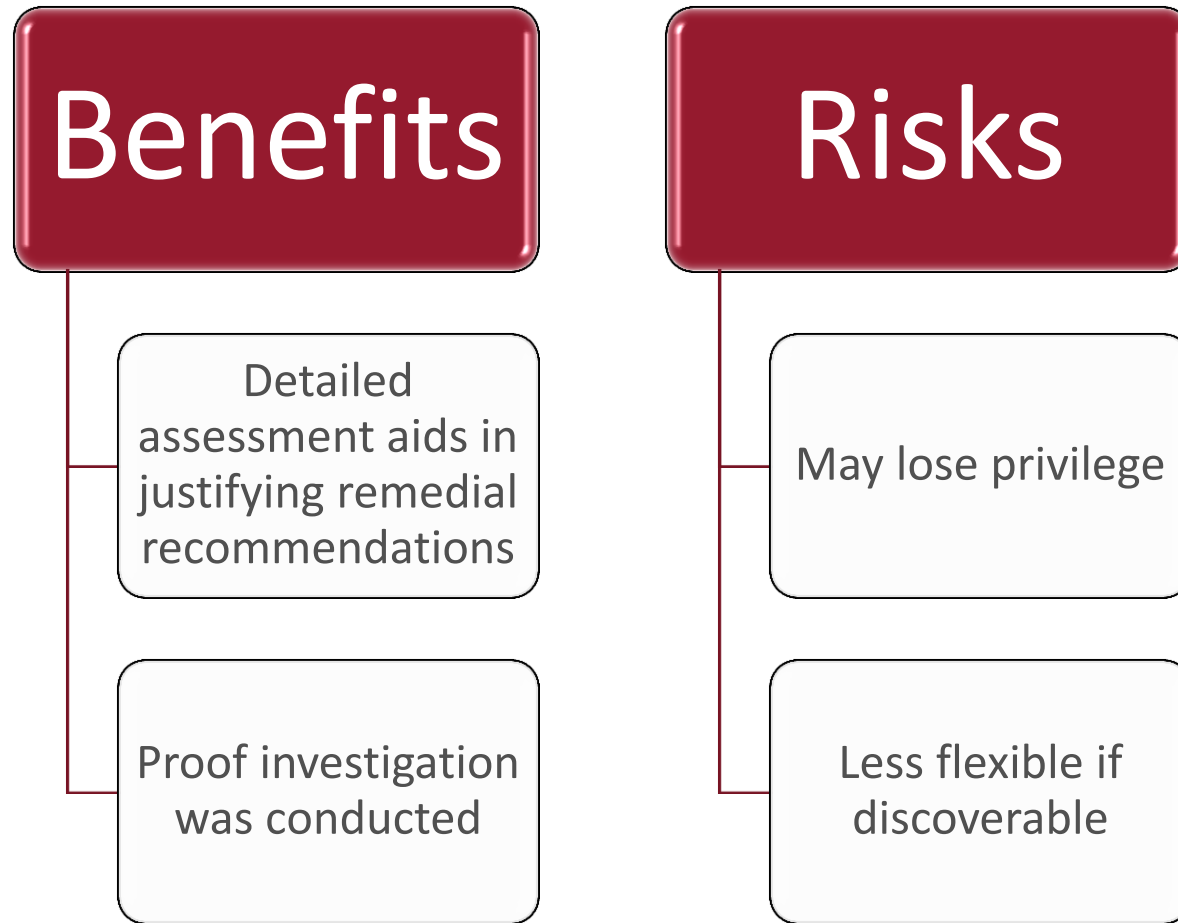 Benefits
Detailed
assessment aids in
justifying remedial
recommendations
Proof investigation
was conducted
Risks
May lose privilege
Less flexible if
discoverable